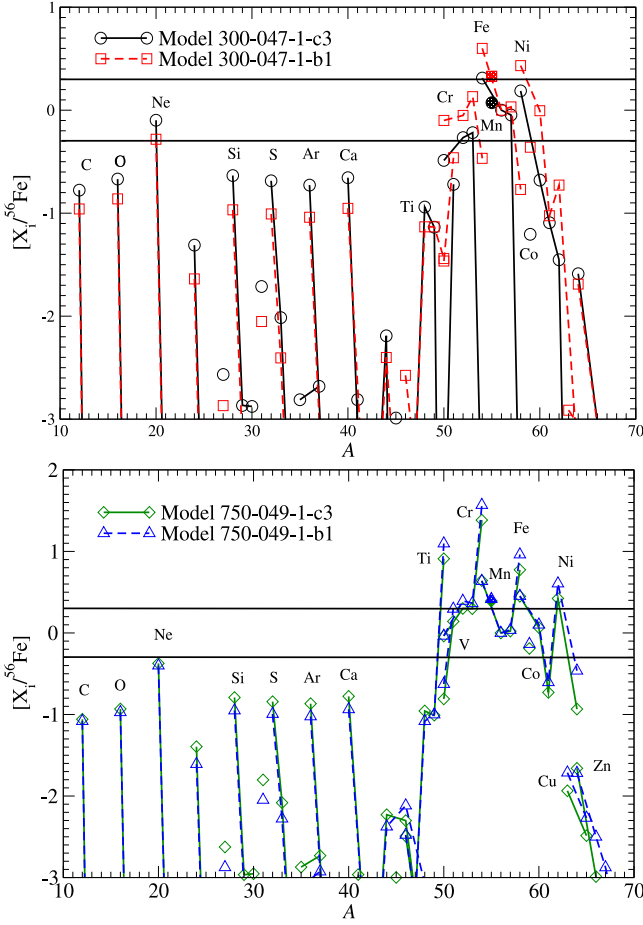 Model 300-047-1-c3
Model 300-047-1-b1
Fe
Ni
Cr
Mn
Ne
C
O
Si
S
Ar
Ca
Ti
Co
[X_i/^56Fe]
1
0
-1
-2
-3
10 20 30 40 50 60 70
A
Model 750-049-1-c3
Model 750-049-1-b1
Cr
Ti
Mn
Fe
Ni
V
Ne
C
O
Si
S
Ar
Ca
Co
Cu
Zn
[X_i/^56Fe]
1
0
-1
-2
-3
10 20 30 40 50 60 70
A